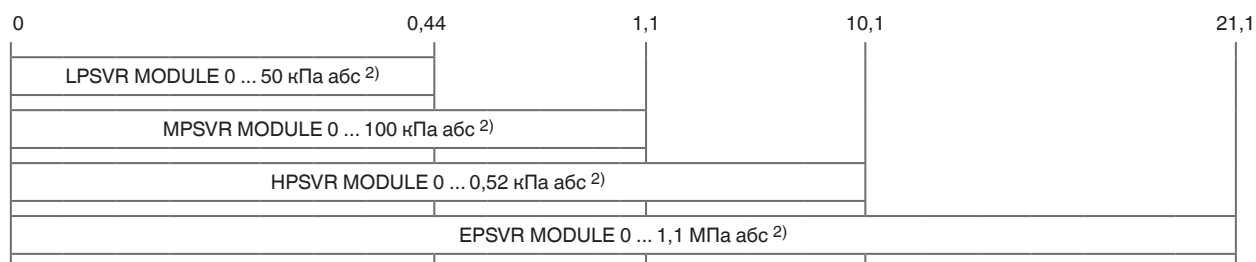 0 0,44 1,1 10,1 21,1
LPSVR MODULE 0 ... 50 кПа абс 2)
MPSVR MODULE 0 ... 100 кПа абс 2)
HPSVR MODULE 0 ... 0,52 кПа абс 2)
EPSVR MODULE 0 ... 1,1 МПа абс 2)